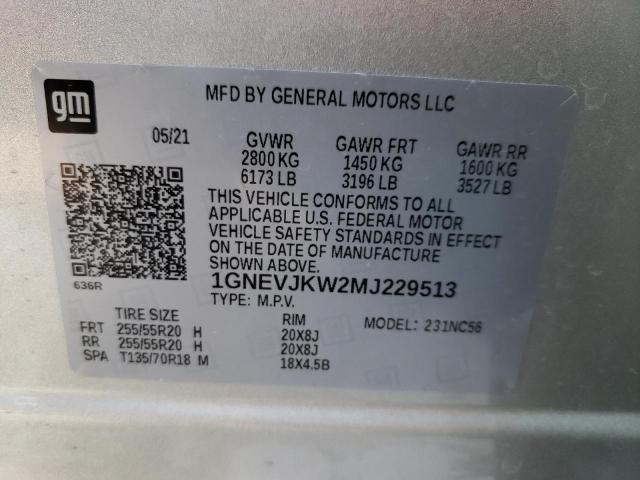 gm
MFD BY GENERAL MOTORS LLC
05/21 GVWR GAWR FRT GAWR RR
2800 KG 1450 KG 1600 KG
6173 LB 3196 LB 3527 LB
THIS VEHICLE CONFORMS TO ALL
APPLICABLE U.S. FEDERAL MOTOR
VEHICLE SAFETY STANDARDS IN EFFECT
ON THE DATE OF MANUFACTURE
SHOWN ABOVE.
636R
1GNEVJKW2MJ229513
TYPE: M.P.V.
TIRE SIZE RIM MODEL: 231NC56
FRT 255/55R20 H 20X8J
RR 255/55R20 H 20X8J
SPA T135/70R18 M 18X4.5B